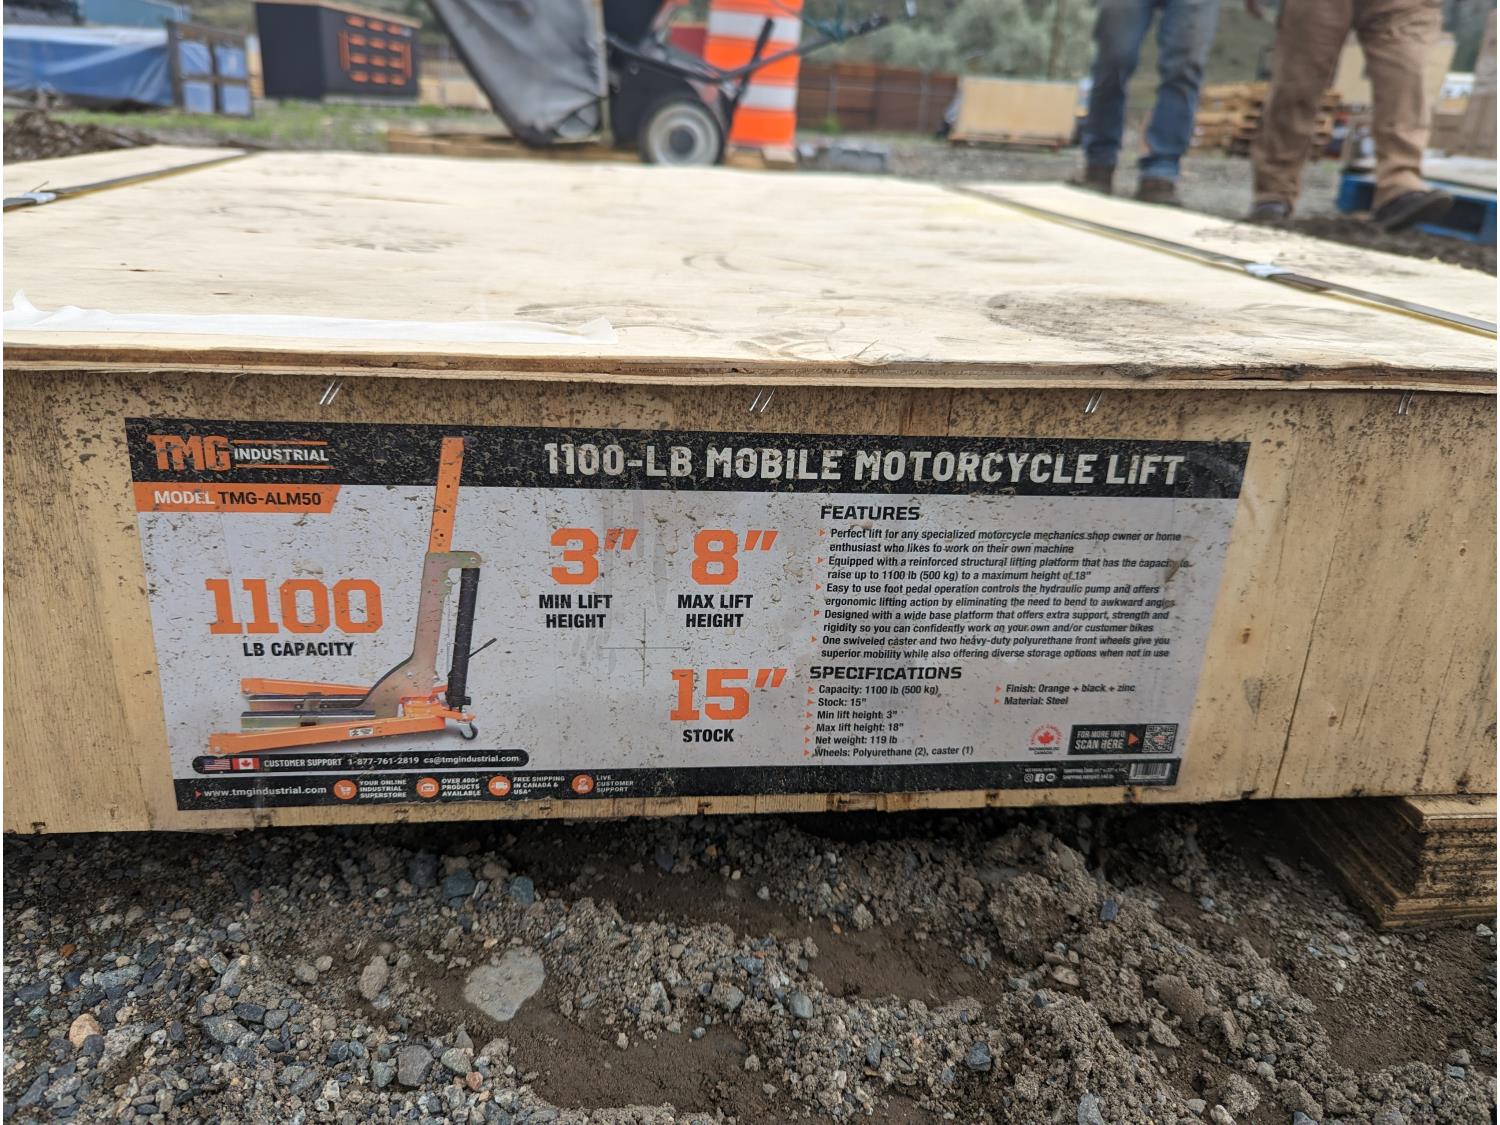 TMG INDUSTRIAL
1100-LB MOBILE MOTORCYCLE LIFT
MODEL TMG-ALM50
1100
LB CAPACITY
3"
MIN LIFT
HEIGHT
8"
MAX LIFT
HEIGHT
15"
STOCK
FEATURES
Perfect lift for any specialized motorcycle mechanics shop owner or home
enthusiast who likes to work on their own machine
Equipped with a reinforced structural lifting platform that has the capacity to
raise up to 1100 lb (500 kg) to a maximum height of 18"
Easy to use foot pedal operation controls the hydraulic pump and offers
ergonomic lifting action by eliminating the need to bend to awkward angles
Designed with a wide base platform that offers extra support, strength and
rigidity so you can confidently work on your own and/or customer bikes
One swiveled caster and two heavy-duty polyurethane front wheels give you
superior mobility while also offering diverse storage options when not in use
SPECIFICATIONS
Capacity: 1100 lb (500 kg)
Stock: 15"
Min lift height: 3"
Max lift height: 18"
Net weight: 119 lb
Wheels: Polyurethane (2), caster (1)
Finish: Orange + black + zinc
Material: Steel
FOR MORE INFO
SCAN HERE
CUSTOMER SUPPORT 1-877-761-2819 cs@tmgindustrial.com
www.tmgindustrial.com
YOUR ONLINE
INDUSTRIAL
SUPERSTORE
OVER 400+
PRODUCTS
AVAILABLE
FREE SHIPPING
IN CANADA &
USA*
LIVE
CUSTOMER
SUPPORT